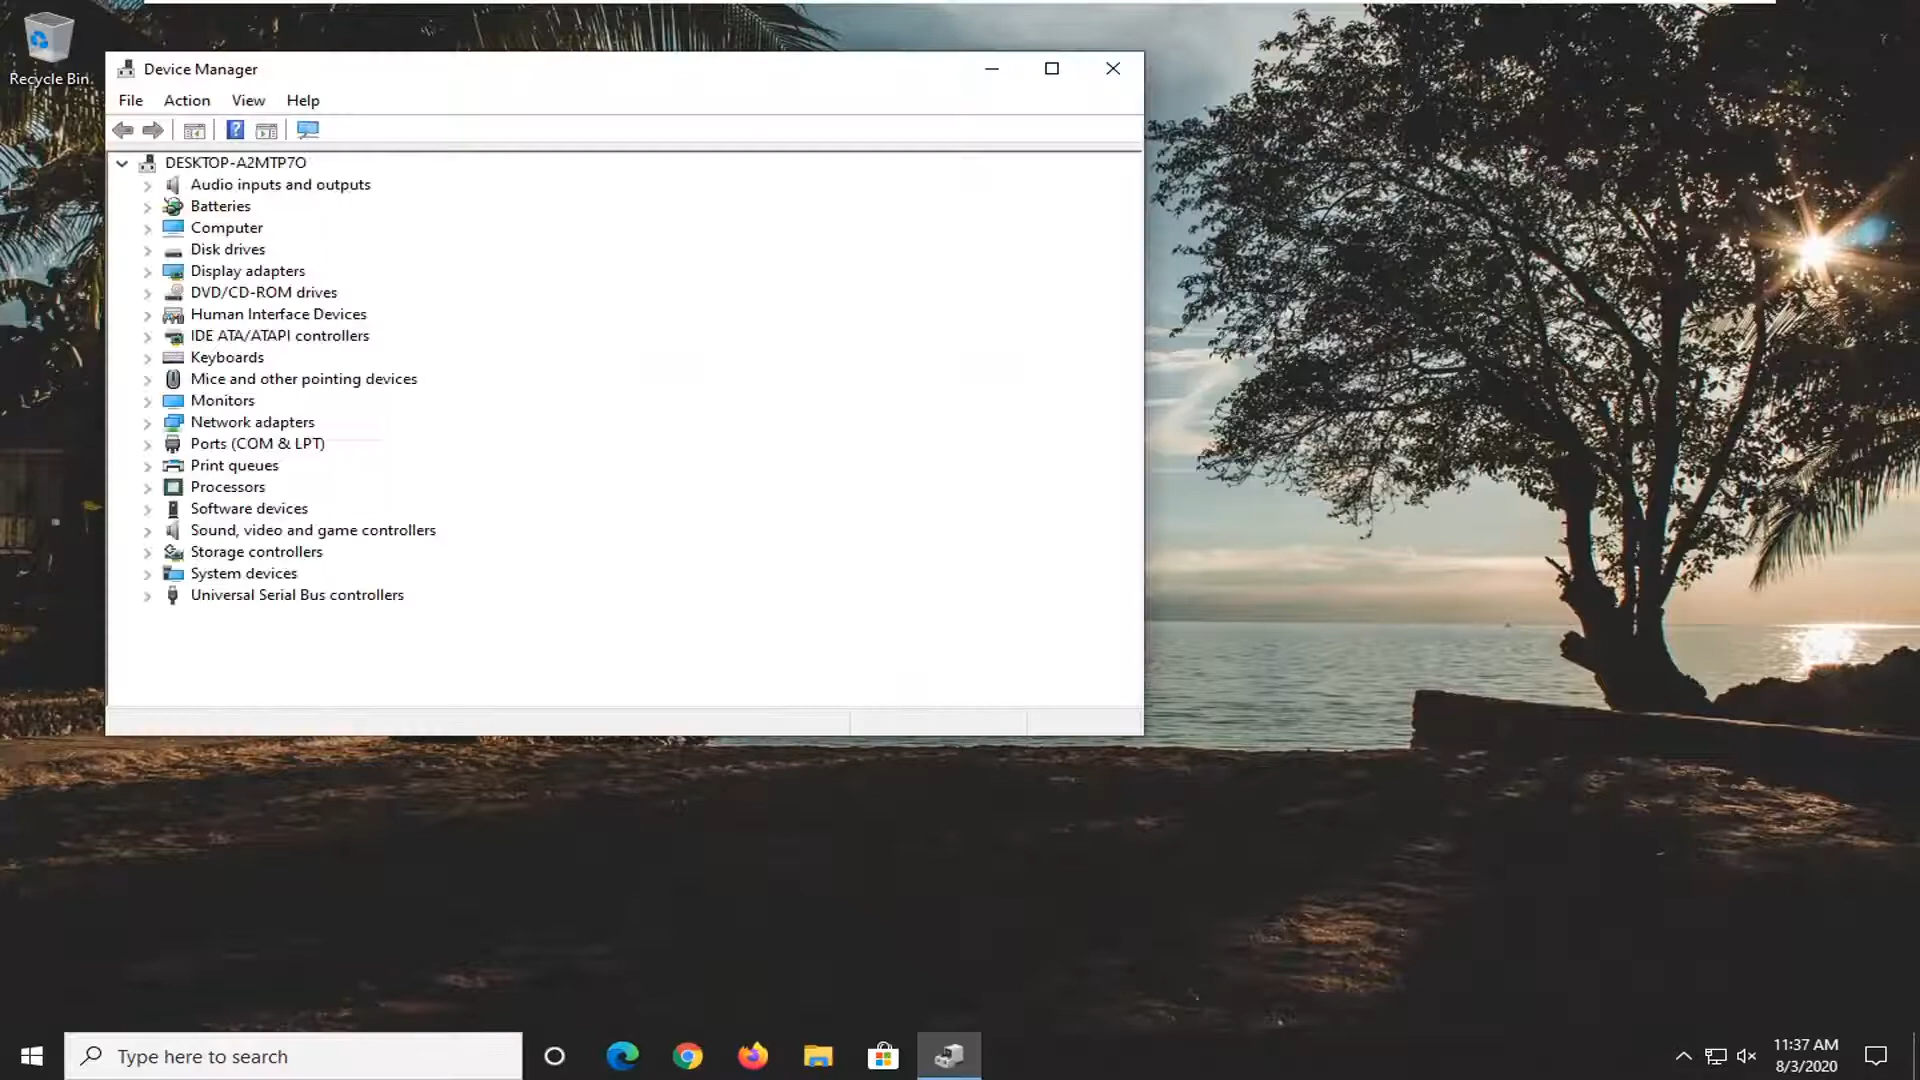 Recycle Bin
Device Manager
File Action View Help
DESKTOP-A2MTP7O
Audio inputs and outputs
Batteries
Computer
Disk drives
Display adapters
DVD/CD-ROM drives
Human Interface Devices
IDE ATA/ATAPI controllers
Keyboards
Mice and other pointing devices
Monitors
Network adapters
Ports (COM & LPT)
Print queues
Processors
Software devices
Sound, video and game controllers
Storage controllers
System devices
Universal Serial Bus controllers
Type here to search
11:37 AM
8/3/2020